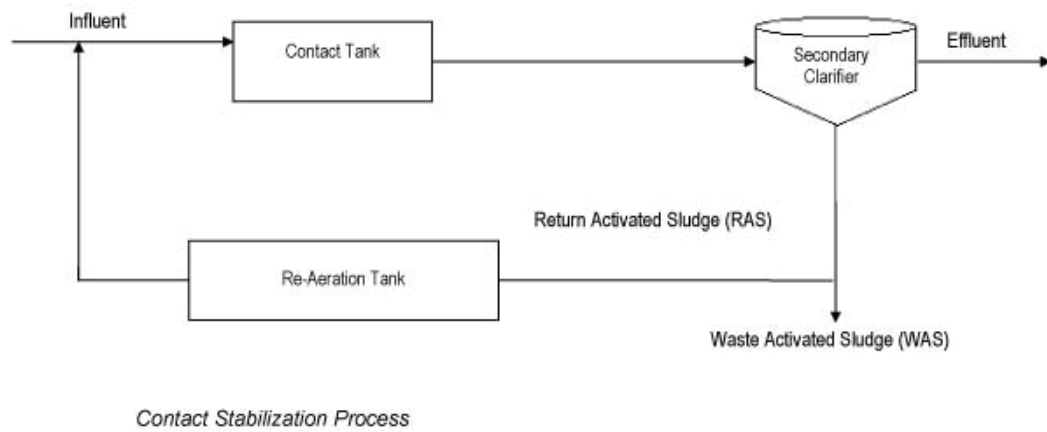 Influent
Contact Tank
Secondary
Clarifier
Effluent
Return Activated Sludge (RAS)
Re-Aeration Tank
Waste Activated Sludge (WAS)
Contact Stabilization Process